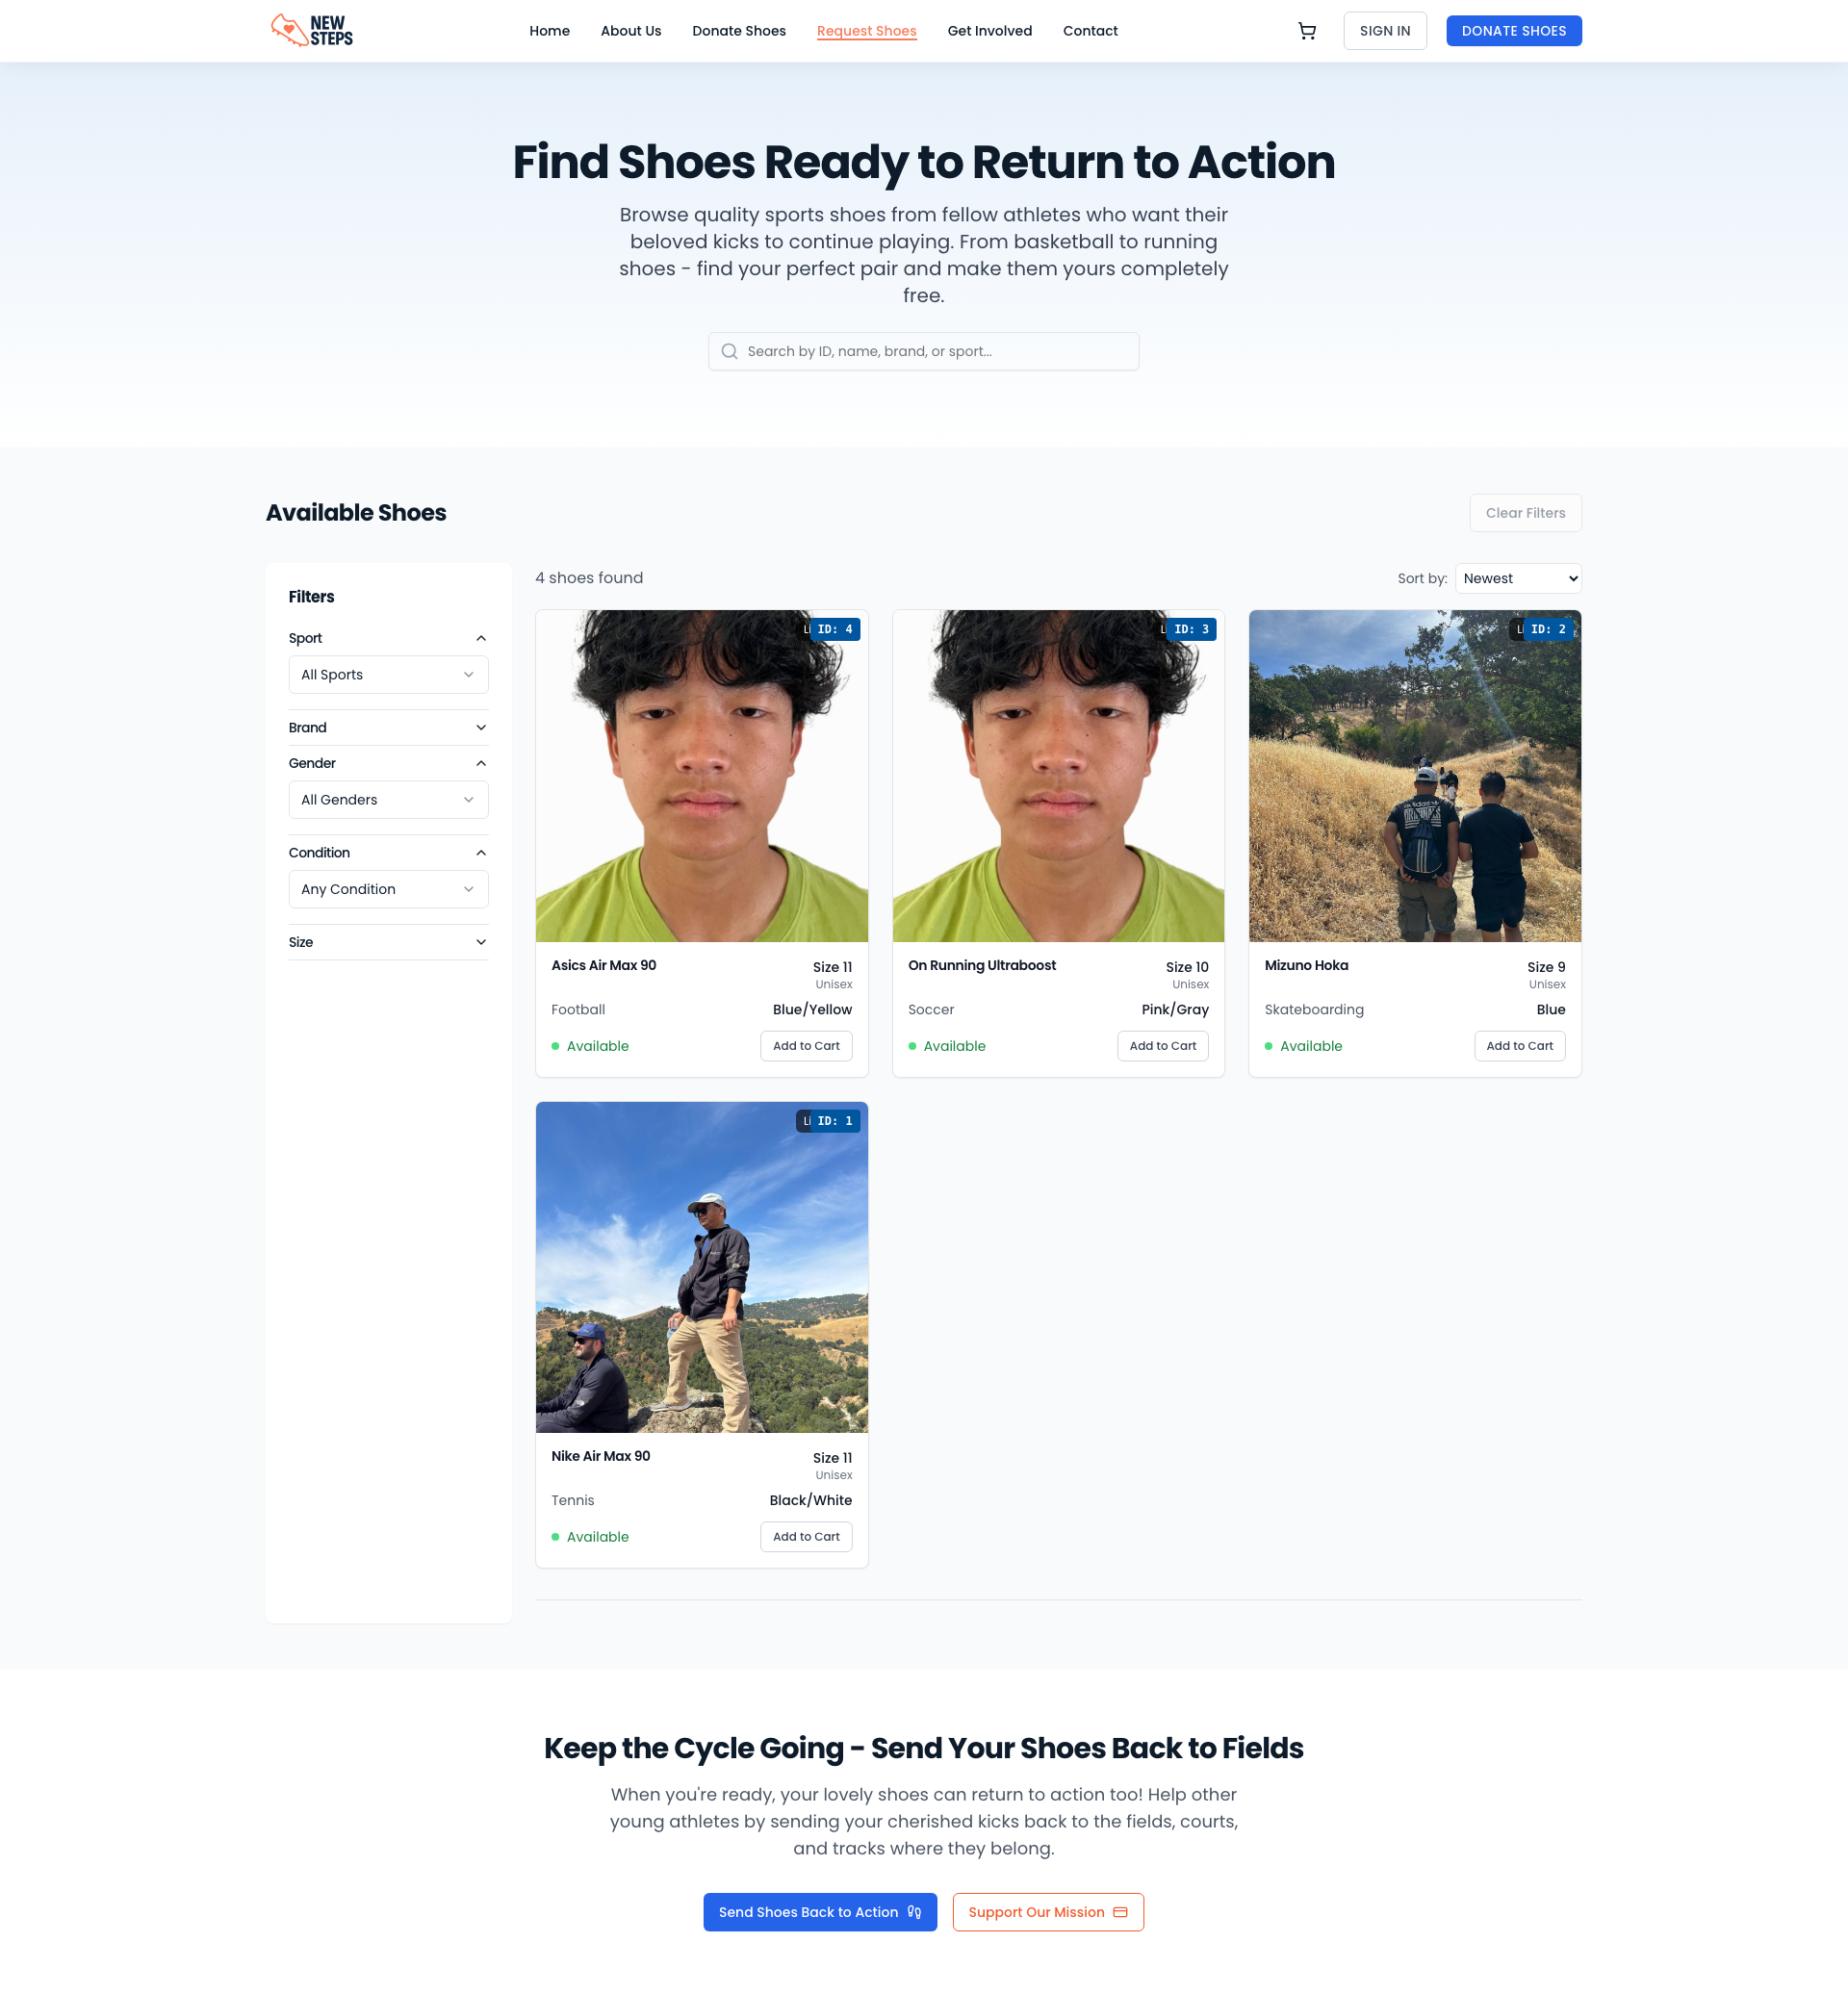 NEW
STEPS
Home About Us Donate Shoes Request Shoes Get Involved Contact
SIGN IN
DONATE SHOES
Find Shoes Ready to Return to Action
Browse quality sports shoes from fellow athletes who want their
beloved kicks to continue playing. From basketball to running
shoes - find your perfect pair and make them yours completely
free.
Search by ID, name, brand, or sport...
Available Shoes
Clear Filters
Filters
Sport
All Sports
Brand
Gender
All Genders
Condition
Any Condition
Size
4 shoes found
Sort by: Newest
ID: 4
Asics Air Max 90
Size 11
Unisex
Football
Blue/Yellow
Available
Add to Cart
ID: 3
On Running Ultraboost
Size 10
Unisex
Soccer
Pink/Gray
Available
Add to Cart
ID: 2
ORIGINALS
Mizuno Hoka
Size 9
Unisex
Skateboarding
Blue
Available
Add to Cart
ID: 1
Nike Air Max 90
Size 11
Unisex
Tennis
Black/White
Available
Add to Cart
Keep the Cycle Going - Send Your Shoes Back to Fields
When you're ready, your lovely shoes can return to action too! Help other
young athletes by sending your cherished kicks back to the fields, courts,
and tracks where they belong.
Send Shoes Back to Action
Support Our Mission